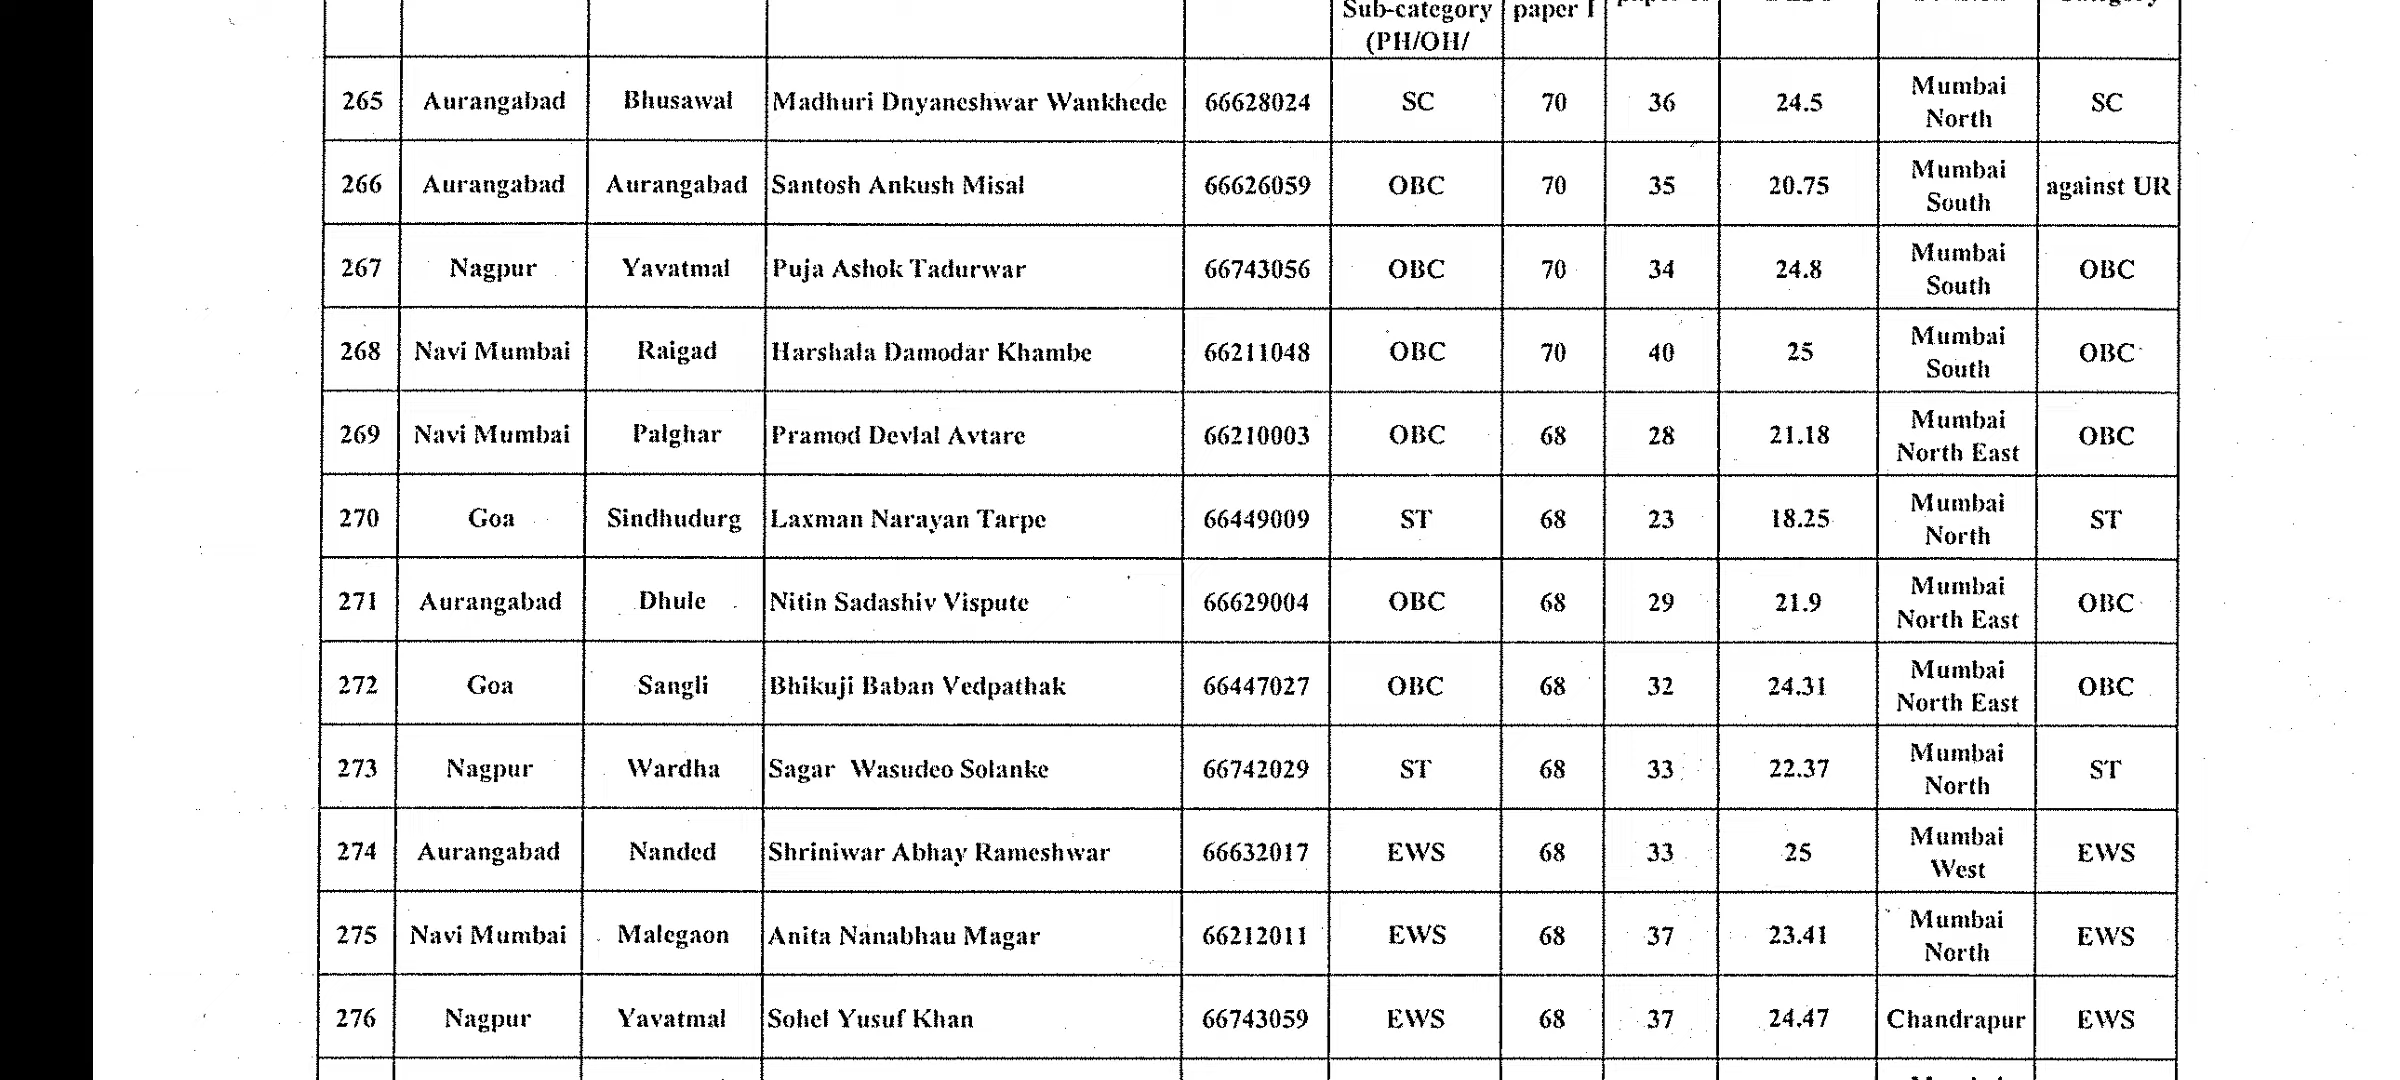 Sub-category paper I
(PH/OH/
265 Aurangabad Bhusawal Madhuri Dnyaneshwar Wankhede 66628024 SC 70 36 24.5 Mumbai North SC
266 Aurangabad Aurangabad Santosh Ankush Misal 66626059 OBC 70 35 20.75 Mumbai South against UR
267 Nagpur Yavatmal Puja Ashok Tadurwar 66743056 OBC 70 34 24.8 Mumbai South OBC
268 Navi Mumbai Raigad Harshala Damodar Khambe 66211048 OBC 70 40 25 Mumbai South OBC
269 Navi Mumbai Palghar Pramod Devlal Avtare 66210003 OBC 68 28 21.18 Mumbai North East OBC
270 Goa Sindhudurg Laxman Narayan Tarpe 66449009 ST 68 23 18.25 Mumbai North ST
271 Aurangabad Dhule Nitin Sadashiv Vispute 66629004 OBC 68 29 21.9 Mumbai North East OBC
272 Goa Sangli Bhikuji Baban Vedpathak 66447027 OBC 68 32 24.31 Mumbai North East OBC
273 Nagpur Wardha Sagar Wasudeo Solanke 66742029 ST 68 33 22.37 Mumbai North ST
274 Aurangabad Nanded Shriniwar Abhay Rameshwar 66632017 EWS 68 33 25 Mumbai West EWS
275 Navi Mumbai Malegaon Anita Nanabhau Magar 66212011 EWS 68 37 23.41 Mumbai North EWS
276 Nagpur Yavatmal Sohel Yusuf Khan 66743059 EWS 68 37 24.47 Chandrapur EWS